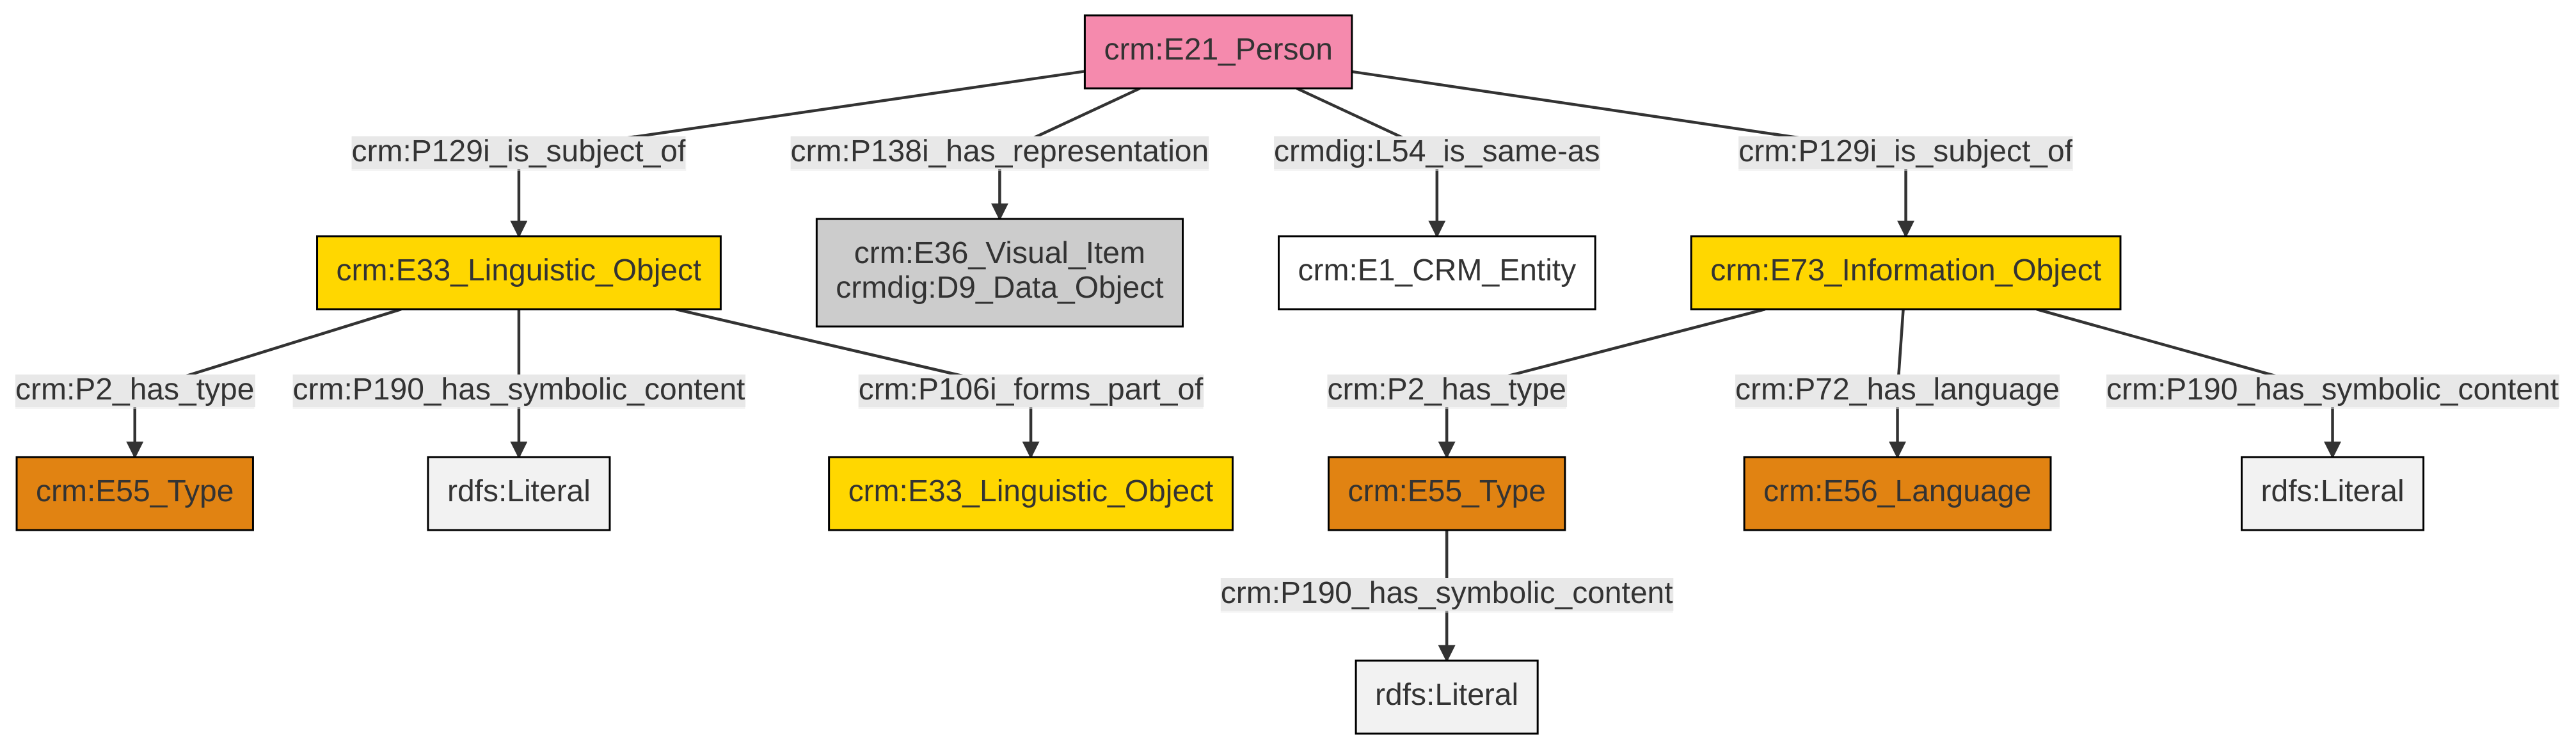 crm:E21_Person
crm:P129i_is_subject_of
crm:P138i_has_representation
crmdig:L54_is_same-as
crm:P129i_is_subject_of
crm:E33_Linguistic_Object
crm:E36_Visual_Item
crmdig:D9_Data_Object
crm:E1_CRM_Entity
crm:E73_Information_Object
crm:P2_has_type
crm:P190_has_symbolic_content
crm:P106i_forms_part_of
crm:P2_has_type
crm:P72_has_language
crm:P190_has_symbolic_content
crm:E55_Type
rdfs:Literal
crm:E33_Linguistic_Object
crm:E55_Type
crm:E56_Language
rdfs:Literal
crm:P190_has_symbolic_content
rdfs:Literal